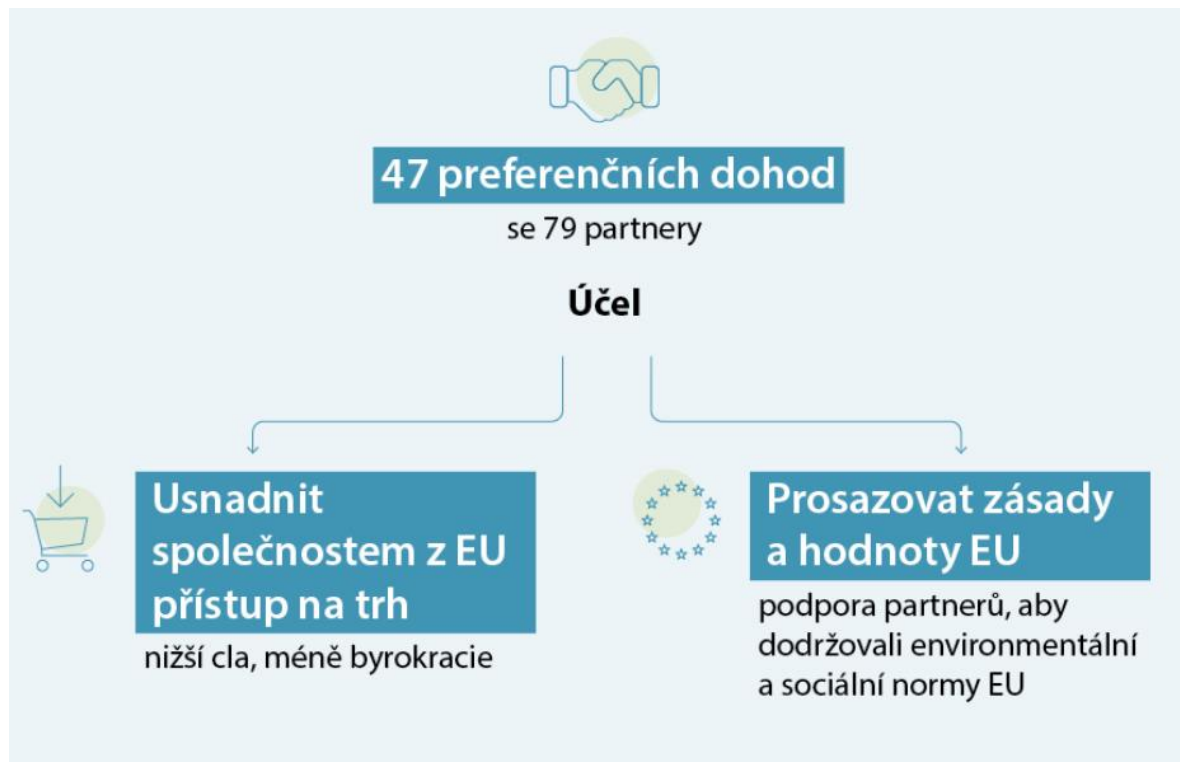 47 preferenčních dohod
se 79 partnery
Účel
Usnadnit
společnostem z EU
přístup na trh
nižší cla, méně byrokracie
Prosazovat zásady
a hodnoty EU
podpora partnerů, aby
dodržovali environmentální
a sociální normy EU